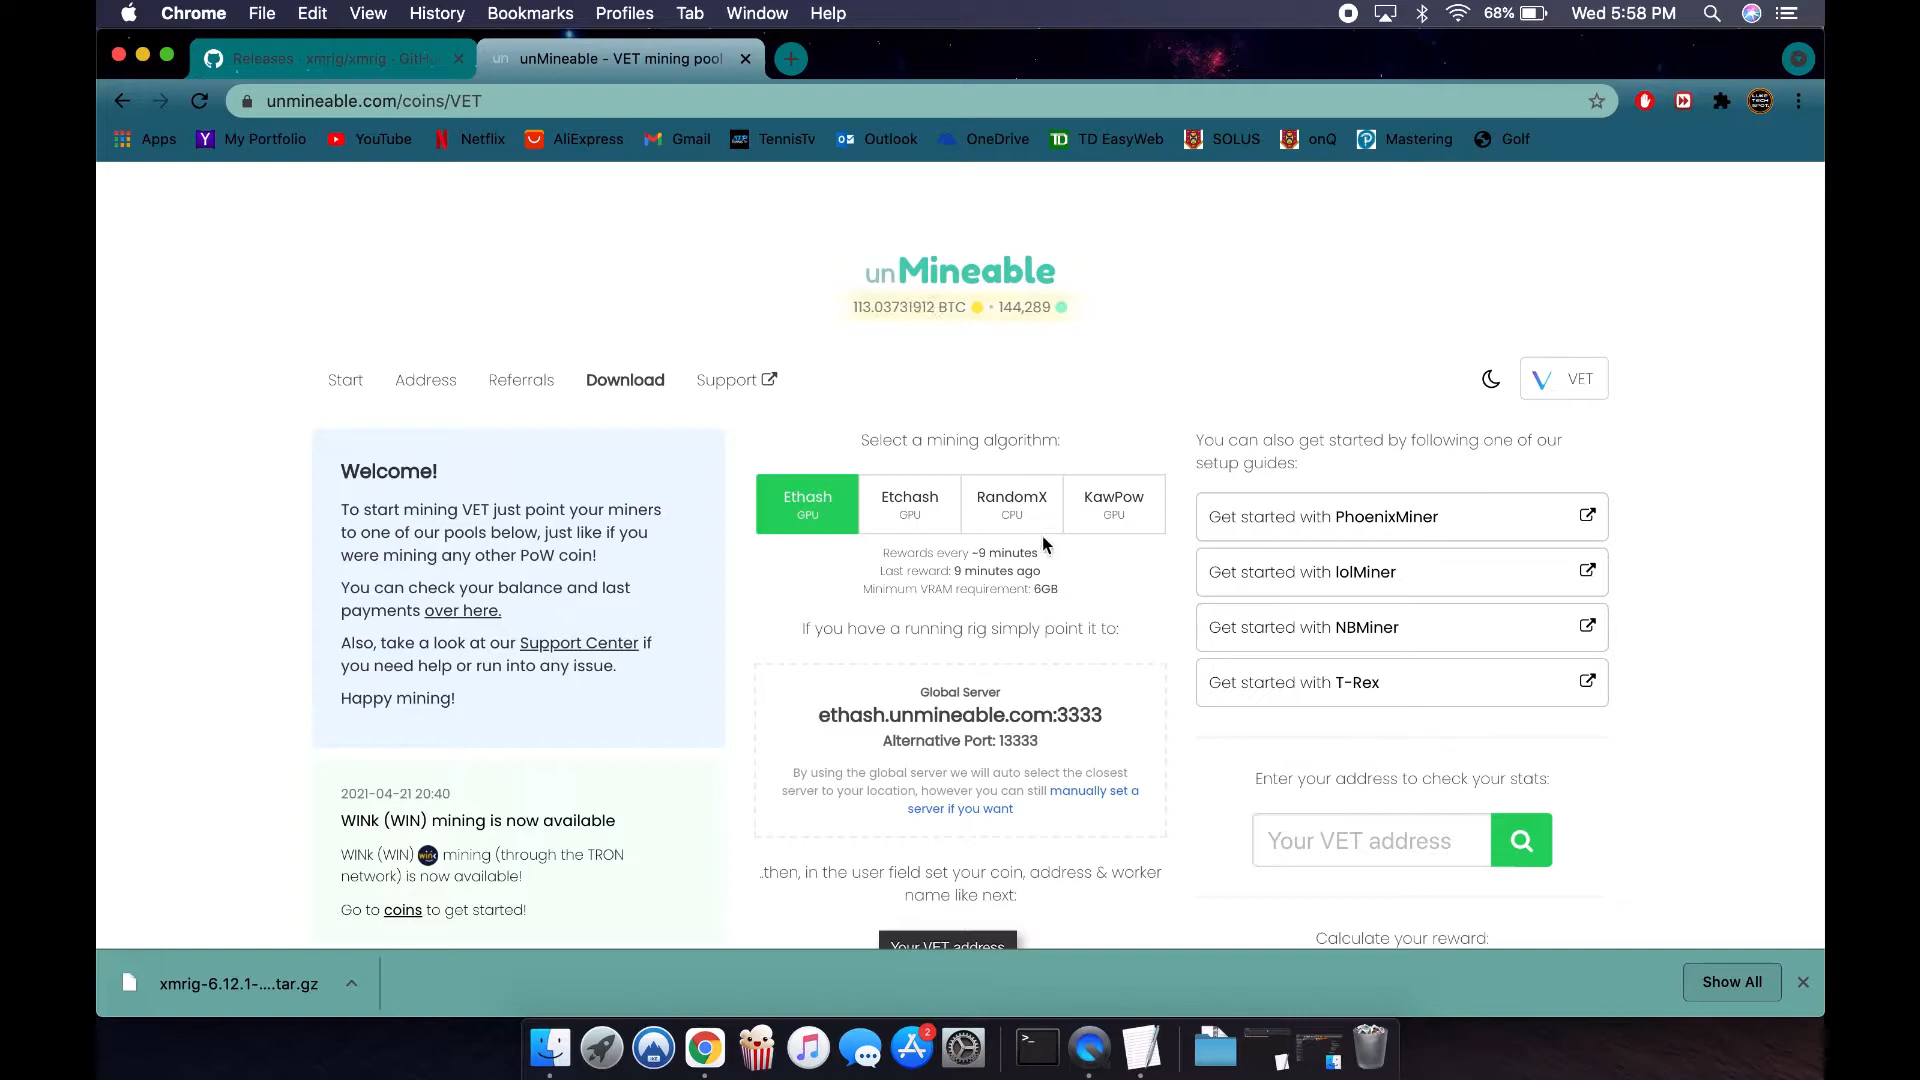 Chrome File Edit View History Bookmarks Profiles Tab Window Help 68% Wed 5:58 PM
Releases · xmrig/xmrig · GitHu
un unMineable - VET mining pool
unmineable.com/coins/VET
Apps My Portfolio YouTube Netflix AliExpress Gmail TennisTv Outlook OneDrive TD EasyWeb SOLUS onQ Mastering Golf
unMineable
113.03731912 BTC • 144,289
Start Address Referrals Download Support
VET
Welcome!
To start mining VET just point your miners
to one of our pools below, just like if you
were mining any other PoW coin!
You can check your balance and last
payments over here.
Also, take a look at our Support Center if
you need help or run into any issue.
Happy mining!
2021-04-21 20:40
WINk (WIN) mining is now available
WINk (WIN) mining (through the TRON
network) is now available!
Go to coins to get started!
Select a mining algorithm:
Ethash Etchash RandomX KawPow
GPU GPU CPU GPU
Rewards every ~9 minutes
Last reward: 9 minutes ago
Minimum VRAM requirement: 6GB
If you have a running rig simply point it to:
Global Server
ethash.unmineable.com:3333
Alternative Port: 13333
By using the global server we will auto select the closest
server to your location, however you can still manually set a
server if you want
..then, in the user field set your coin, address & worker
name like next:
Your VET address
You can also get started by following one of our
setup guides:
Get started with PhoenixMiner
Get started with lolMiner
Get started with NBMiner
Get started with T-Rex
Enter your address to check your stats:
Your VET address
Calculate your reward:
xmrig-6.12.1-....tar.gz
Show All
2